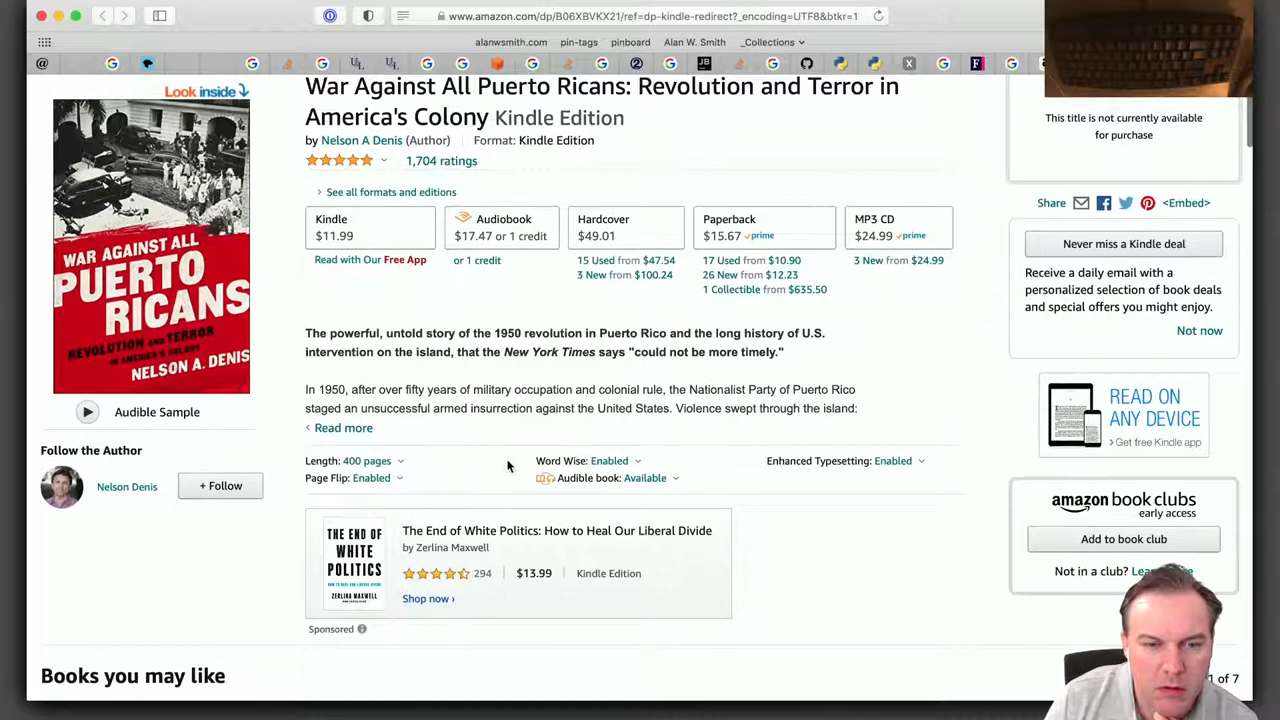 www.amazon.com/dp/B06XBVKX21/ref=dp-kindle-redirect?_encoding=UTF8&btkr=1
alanwsmith.com pin-tags pinboard Alan W. Smith _Collections
Look inside
WAR AGAINST ALL
PUERTO
RICANS
REVOLUTION AND TERROR
IN AMERICA'S COLONY
NELSON A. DENIS
Audible Sample
Follow the Author
Nelson Denis
+ Follow
War Against All Puerto Ricans: Revolution and Terror in
America's Colony Kindle Edition
by Nelson A Denis (Author) Format: Kindle Edition
1,704 ratings
See all formats and editions
Kindle
$11.99
Read with Our Free App
Audiobook
$17.47 or 1 credit
or 1 credit
Hardcover
$49.01
15 Used from $47.54
3 New from $100.24
Paperback
$15.67 prime
17 Used from $10.90
26 New from $12.23
1 Collectible from $635.50
MP3 CD
$24.99 prime
3 New from $24.99
The powerful, untold story of the 1950 revolution in Puerto Rico and the long history of U.S.
intervention on the island, that the New York Times says "could not be more timely."
In 1950, after over fifty years of military occupation and colonial rule, the Nationalist Party of Puerto Rico
staged an unsuccessful armed insurrection against the United States. Violence swept through the island:
Read more
Length: 400 pages
Word Wise: Enabled
Enhanced Typesetting: Enabled
Page Flip: Enabled
Audible book: Available
THE END OF
WHITE
POLITICS
HOW TO HEAL OUR LIBERAL DIVIDE
ZERLINA MAXWELL
The End of White Politics: How to Heal Our Liberal Divide
by Zerlina Maxwell
294 $13.99 Kindle Edition
Shop now ›
Sponsored
Books you may like
1 of 7
This title is not currently available
for purchase
Share <Embed>
Never miss a Kindle deal
Receive a daily email with a
personalized selection of book deals
and special offers you might enjoy.
Not now
READ ON
ANY DEVICE
› Get free Kindle app
amazon book clubs
early access
Add to book club
Not in a club?